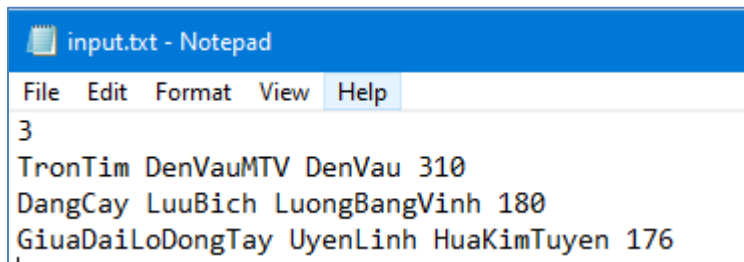 input.txt - Notepad
File Edit Format View Help
3
TronTim DenVauMTV DenVau 310
DangCay LuuBich LuongBangVinh 180
GiuaDaiLoDongTay UyenLinh HuaKimTuyen 176